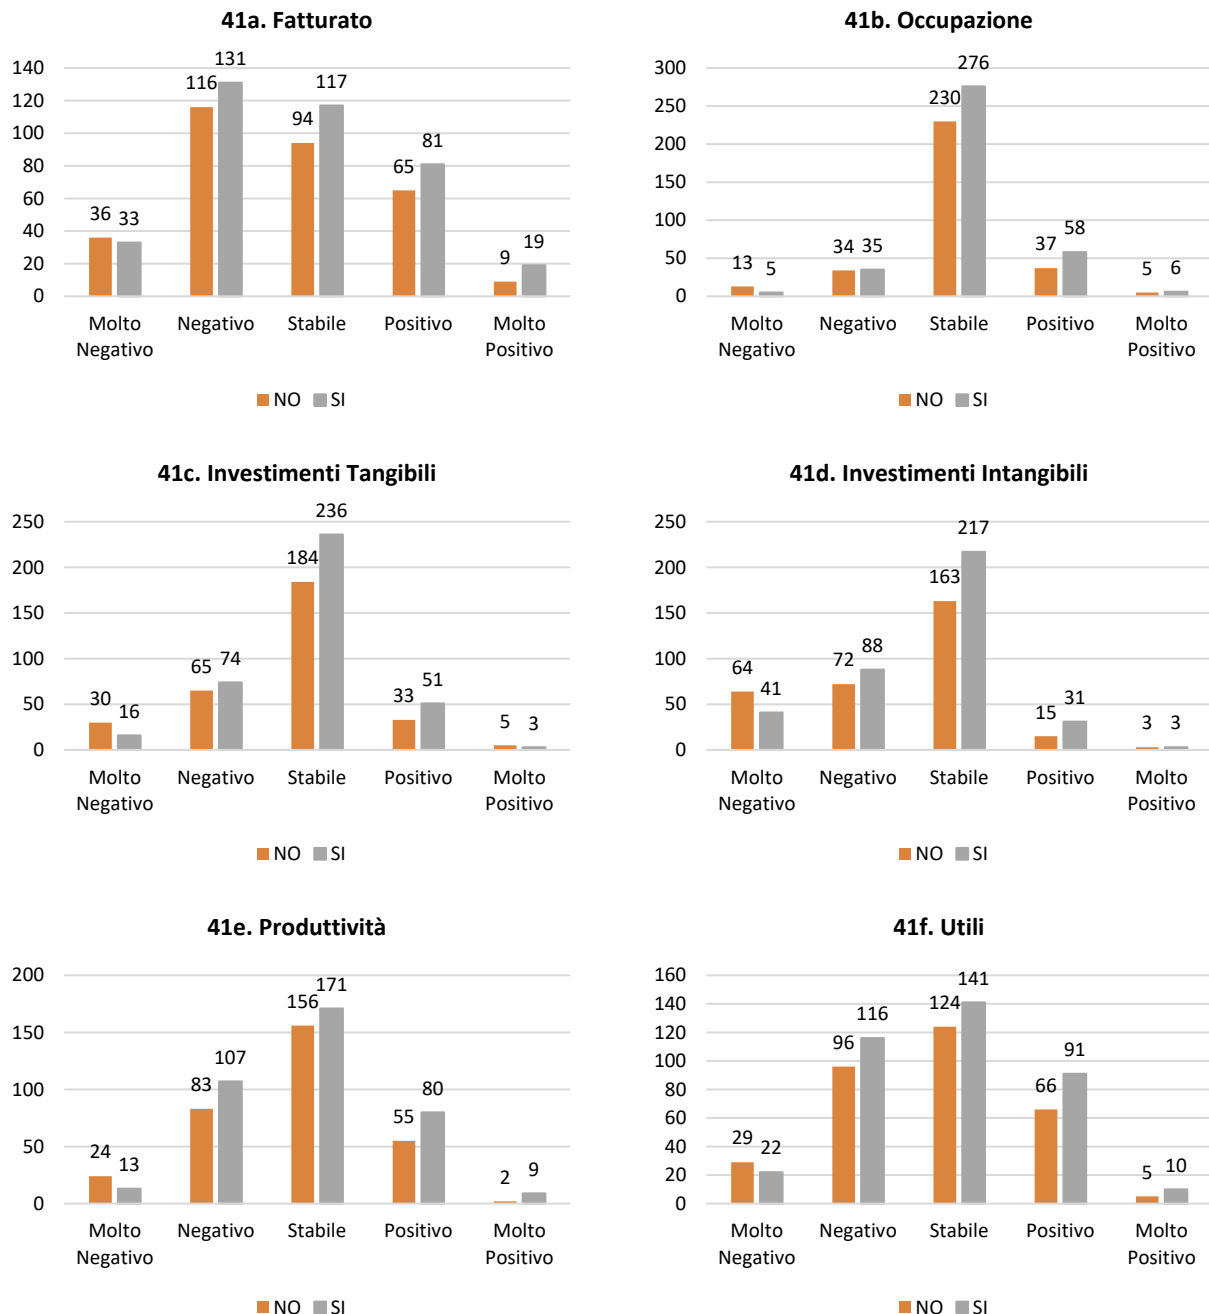 41a. Fatturato
140
120
100
80
60
40
20
0
36 33 116 131 94 117 65 81 9 19
Molto Negativo Negativo Stabile Positivo Molto Positivo
NO SI
41b. Occupazione
300
250
200
150
100
50
0
13 5 34 35 230 276 37 58 5 6
Molto Negativo Negativo Stabile Positivo Molto Positivo
NO SI
41c. Investimenti Tangibili
250
200
150
100
50
0
30 16 65 74 184 236 33 51 5 3
Molto Negativo Negativo Stabile Positivo Molto Positivo
NO SI
41d. Investimenti Intangibili
250
200
150
100
50
0
64 41 72 88 163 217 15 31 3 3
Molto Negativo Negativo Stabile Positivo Molto Positivo
NO SI
41e. Produttività
200
150
100
50
0
24 13 83 107 156 171 55 80 2 9
Molto Negativo Negativo Stabile Positivo Molto Positivo
NO SI
41f. Utili
160
140
120
100
80
60
40
20
0
29 22 96 116 124 141 66 91 5 10
Molto Negativo Negativo Stabile Positivo Molto Positivo
NO SI